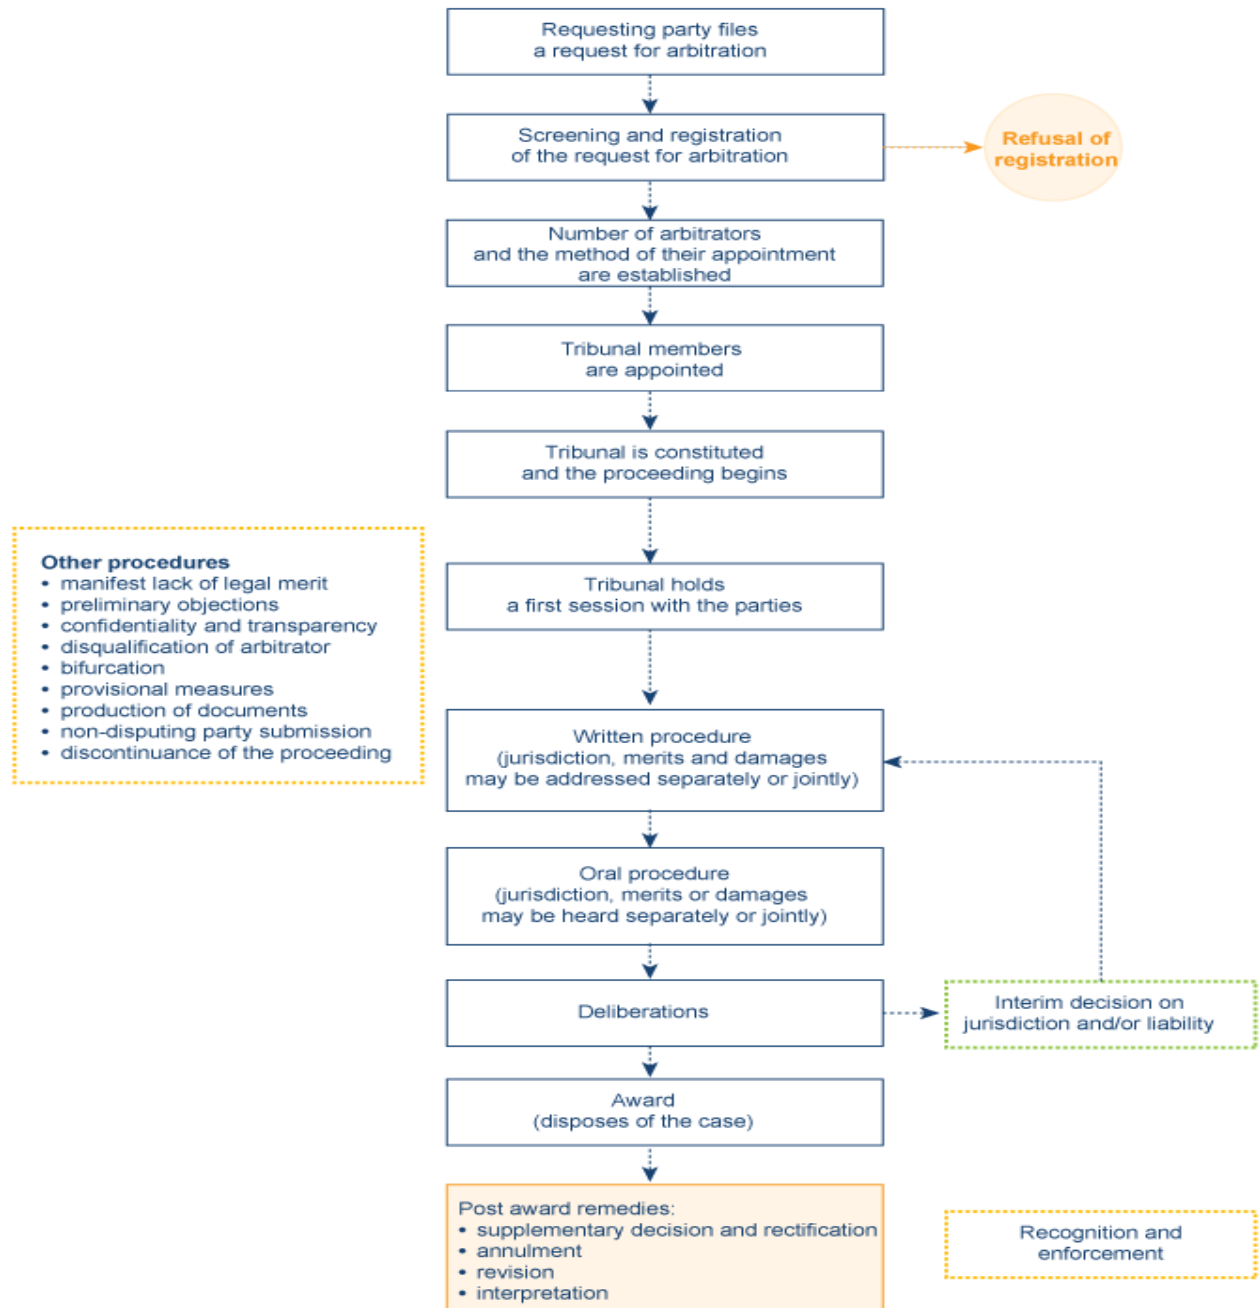 Requesting party files
a request for arbitration
Screening and registration
of the request for arbitration
Refusal of
registration
Number of arbitrators
and the method of their appointment
are established
Tribunal members
are appointed
Tribunal is constituted
and the proceeding begins
Other procedures
• manifest lack of legal merit
• preliminary objections
• confidentiality and transparency
• disqualification of arbitrator
• bifurcation
• provisional measures
• production of documents
• non-disputing party submission
• discontinuance of the proceeding
Tribunal holds
a first session with the parties
Written procedure
(jurisdiction, merits and damages
may be addressed separately or jointly)
Oral procedure
(jurisdiction, merits or damages
may be heard separately or jointly)
Deliberations
Interim decision on
jurisdiction and/or liability
Award
(disposes of the case)
Post award remedies:
• supplementary decision and rectification
• annulment
• revision
• interpretation
Recognition and
enforcement